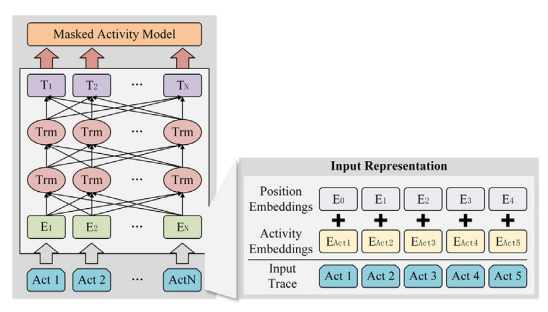 Masked Activity Model
T1 T2 ... TN
Trm Trm ... Trm
Trm Trm ... Trm
E1 E2 ... EN
Act 1 Act 2 ... ActN
Input Representation
Position Embeddings E0 E1 E2 E3 E4
+ + + + +
Activity Embeddings EAct1 EAct2 EAct3 EAct4 EAct5
Input Trace Act 1 Act 2 Act 3 Act 4 Act 5